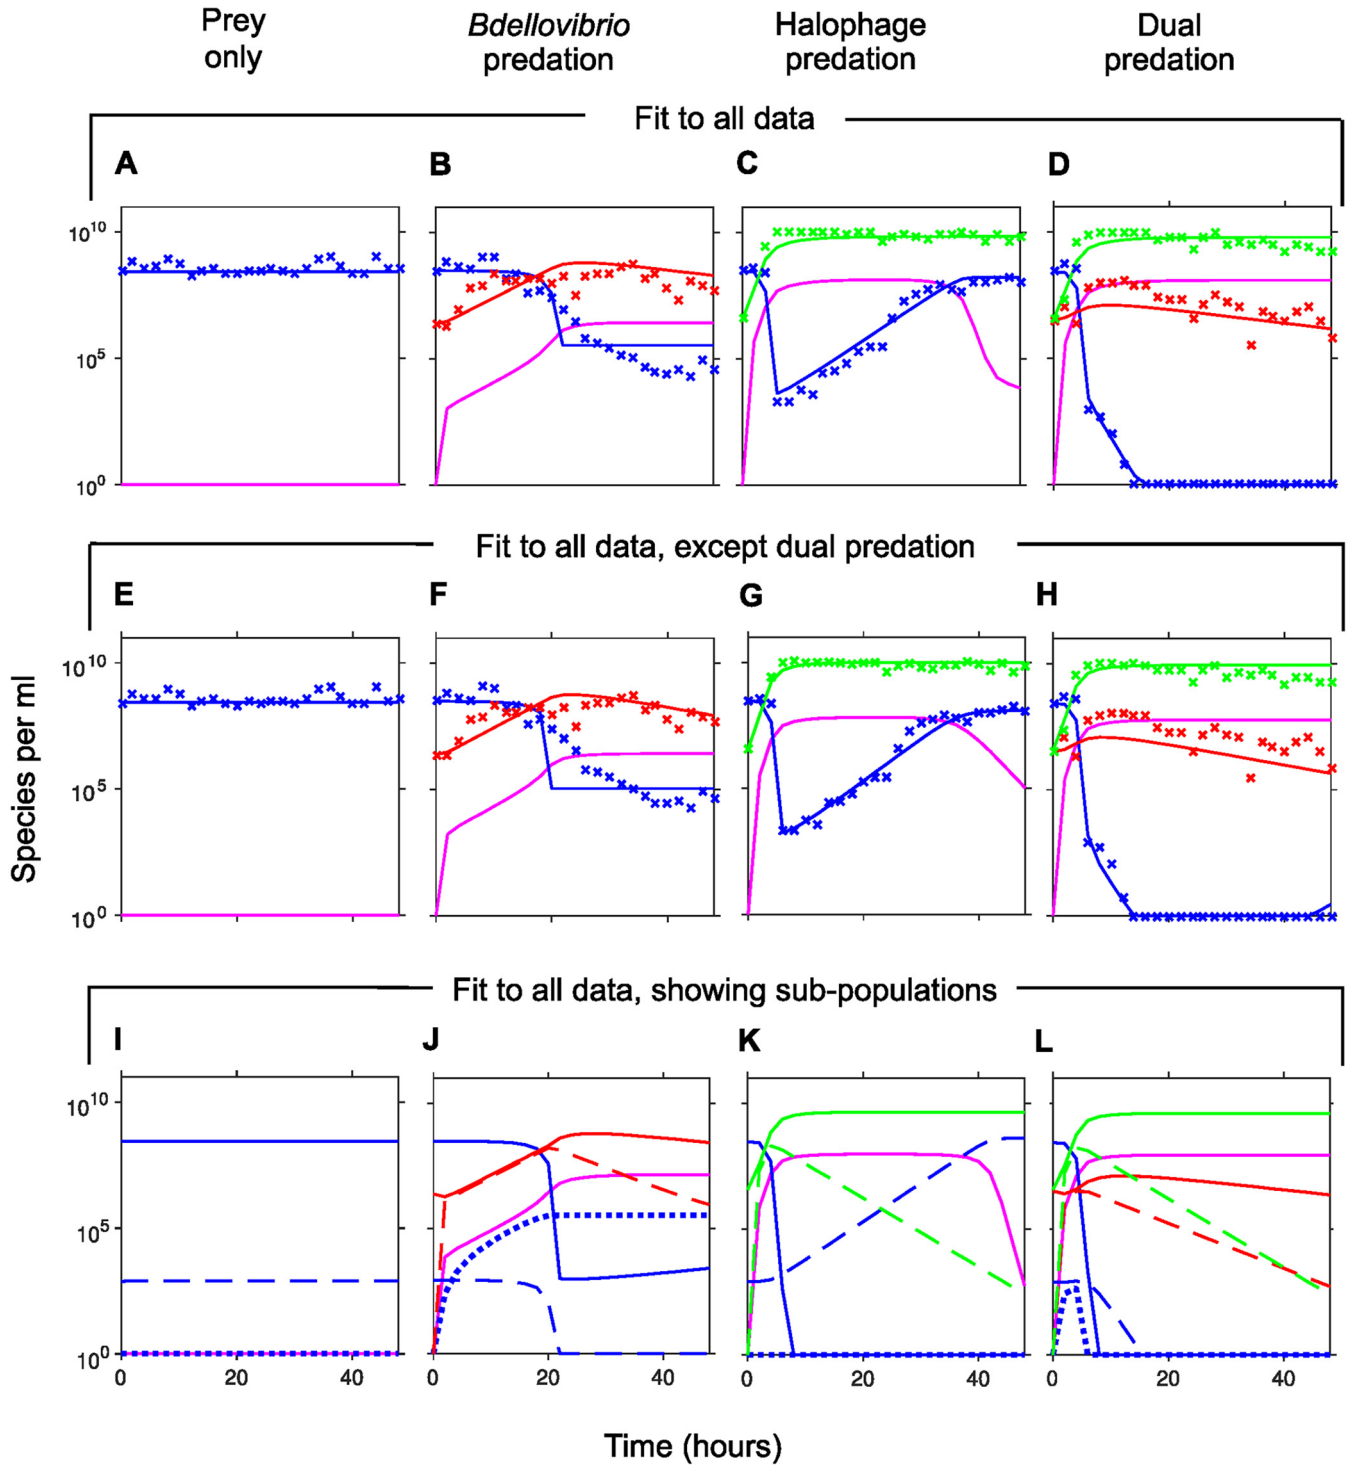 Prey only
Bdellovibrio predation
Halophage predation
Dual predation
Fit to all data
A
B
C
D
10^10
10^5
10^0
Fit to all data, except dual predation
E
F
G
H
10^10
10^5
10^0
Species per ml
Fit to all data, showing sub-populations
I
J
K
L
10^10
10^5
10^0
0 20 40 0 20 40 0 20 40 0 20 40
Time (hours)